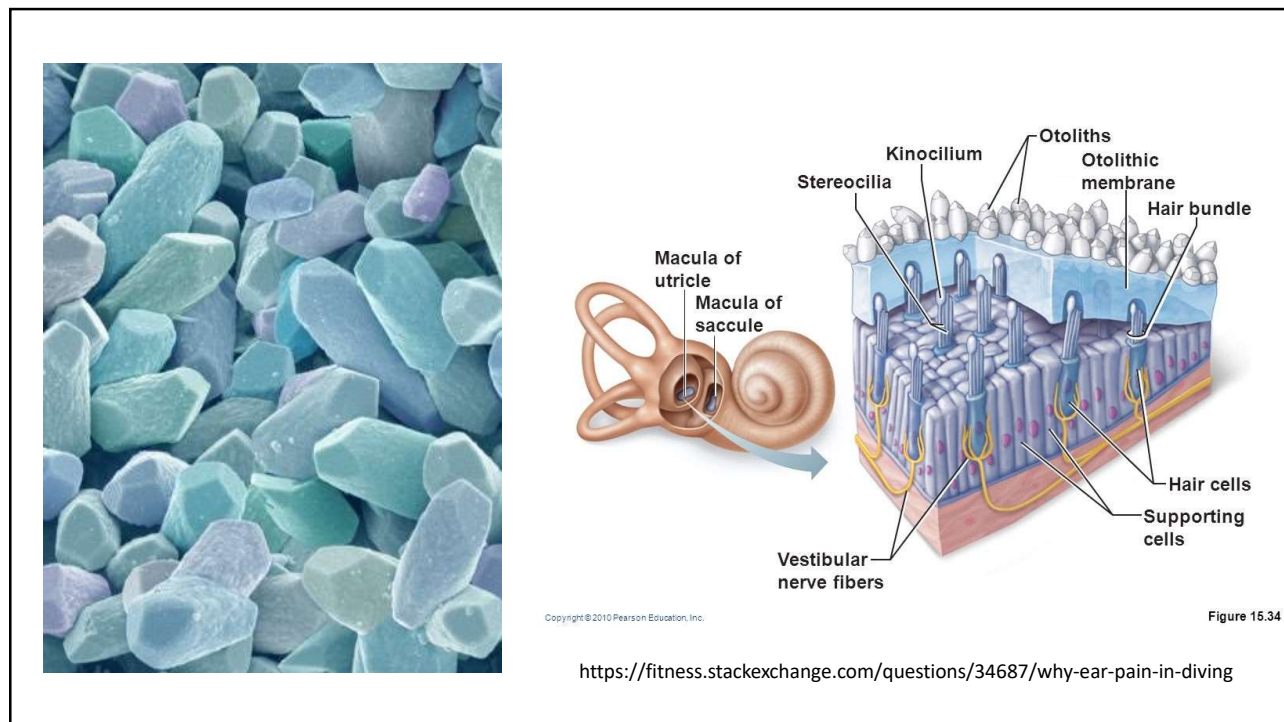 Otoliths
Kinocilium
Otolithic
membrane
Stereocilia
Hair bundle
Macula of
utricle
Macula of
saccule
Hair cells
Supporting
cells
Vestibular
nerve fibers
Copyright © 2010 Pearson Education, Inc.
Figure 15.34
https://fitness.stackexchange.com/questions/34687/why-ear-pain-in-diving